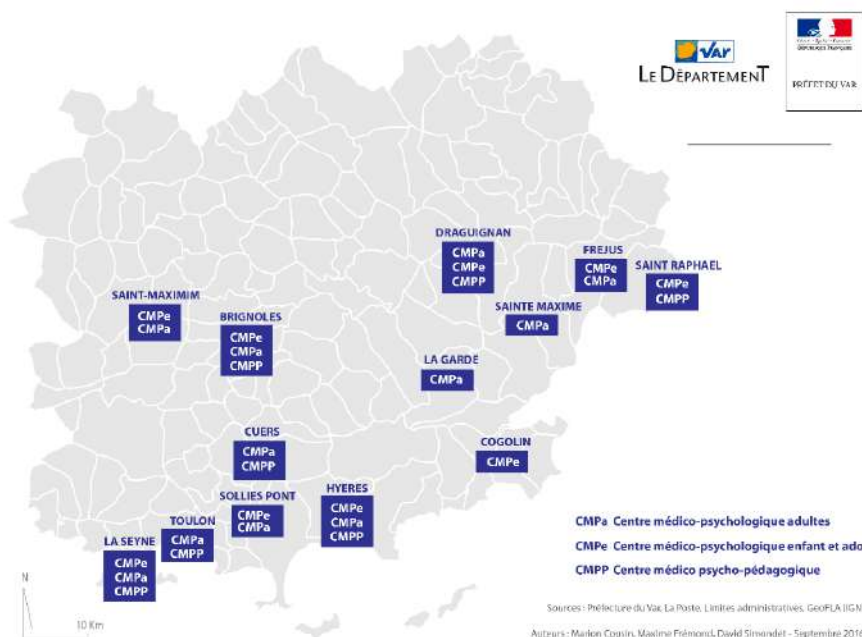 VAR
LE DÉPARTEMENT
PRÉFET DU VAR
DRAGUIGNAN
CMPa
CMPe
CMPP
FREJUS
CMPe
CMPa
SAINT RAPHAEL
CMPe
CMPP
SAINT-MAXIMIM
CMPe
CMPa
BRIGNOLES
CMPe
CMPa
CMPP
SAINTE MAXIME
CMPa
LA GARDE
CMPa
CUERS
CMPa
CMPP
COGOLIN
CMPe
SOLLIES PONT
CMPe
CMPa
HYERES
CMPe
CMPa
CMPP
TOULON
CMPa
CMPP
LA SEYNE
CMPe
CMPa
CMPP
CMPa Centre médico-psychologique adultes
CMPe Centre médico-psychologique enfant et ado
CMPP Centre médico psycho-pédagogique
N
10 Km
Sources : Préfecture du Var, La Poste, Limites administratives, GeoFLA (IGN
Auteurs : Marlon Cousin, Maxime Frémond, David Simondet - Septembre 2016